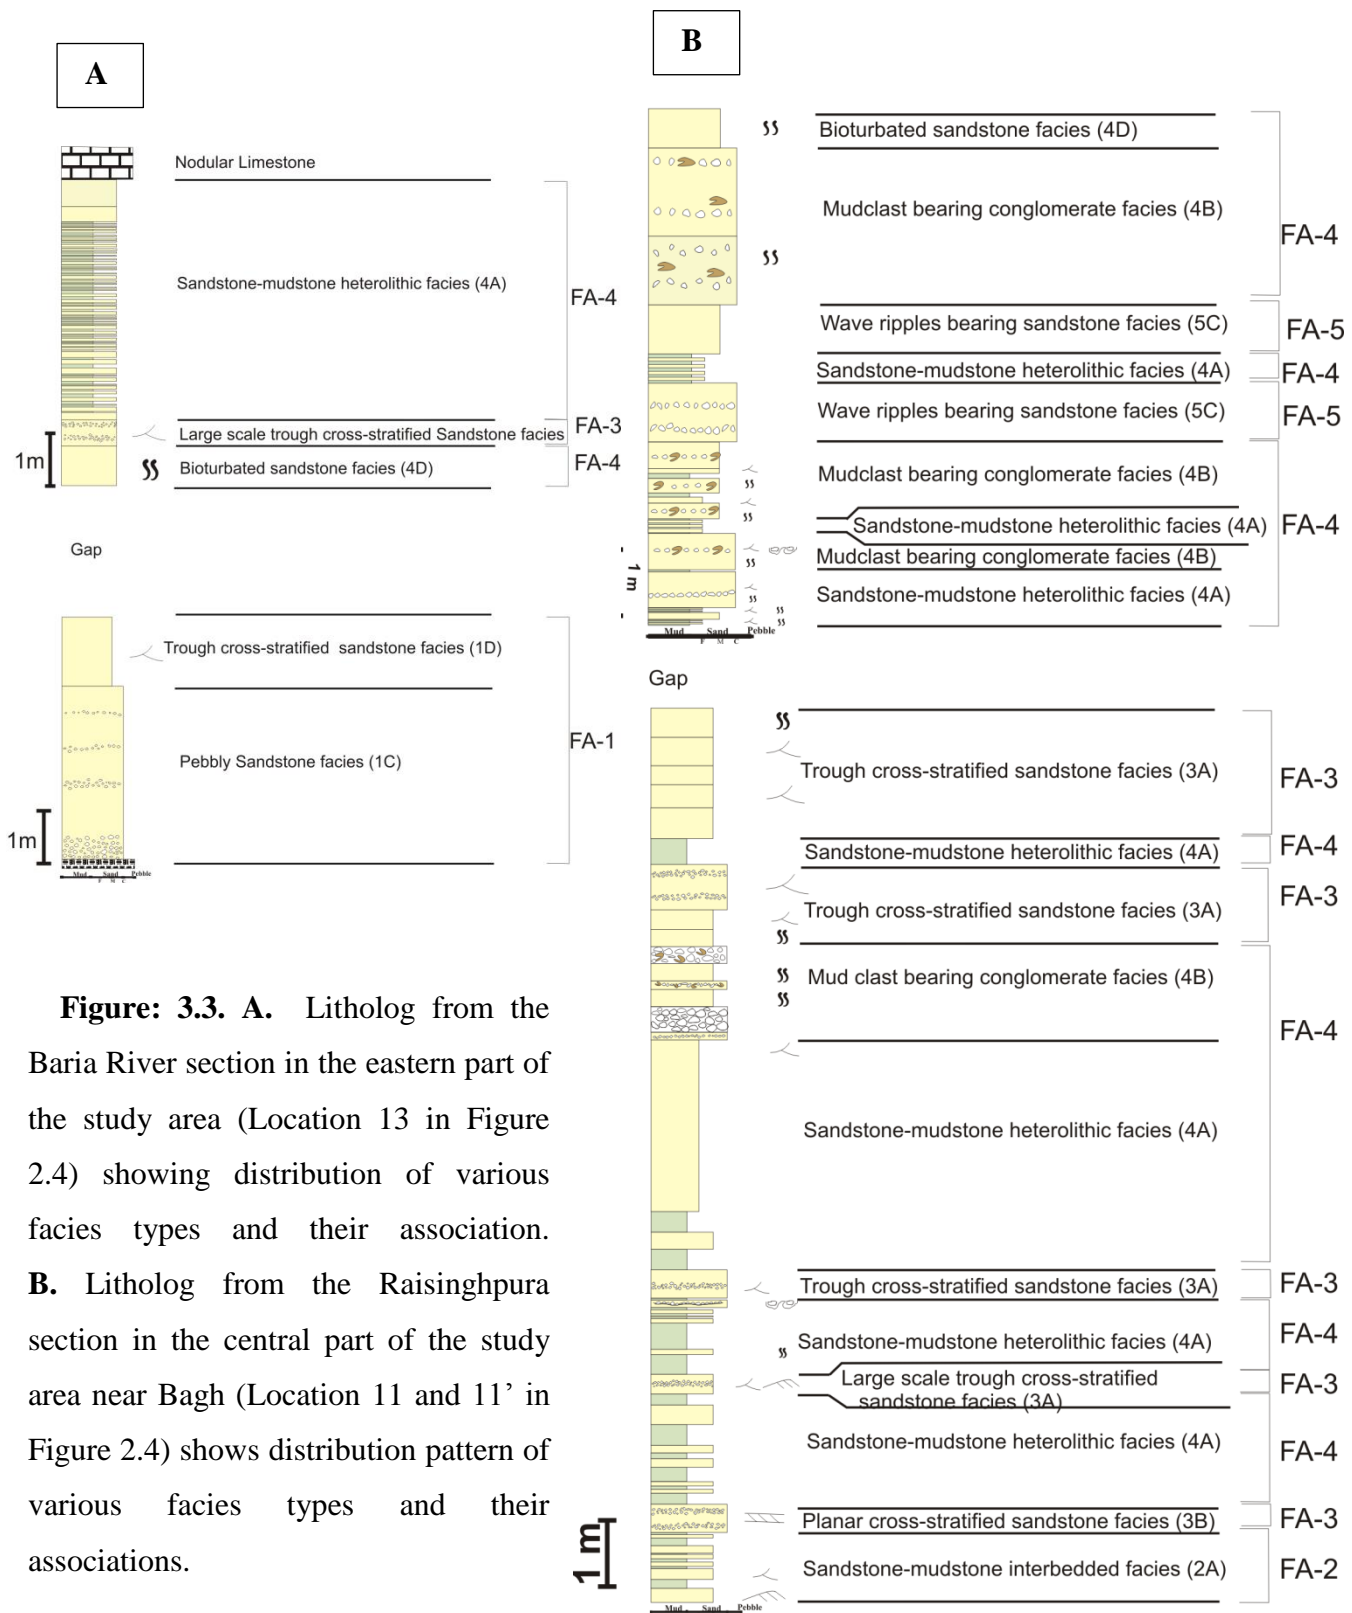 A
Nodular Limestone
Sandstone-mudstone heterolithic facies (4A)
FA-4
Large scale trough cross-stratified Sandstone facies
FA-3
1m
Bioturbated sandstone facies (4D)
FA-4
Gap
Trough cross-stratified sandstone facies (1D)
Pebbly Sandstone facies (1C)
FA-1
1m
Mud Sand Pebble
F M C
B
Bioturbated sandstone facies (4D)
Mudclast bearing conglomerate facies (4B)
FA-4
Wave ripples bearing sandstone facies (5C)
FA-5
Sandstone-mudstone heterolithic facies (4A)
FA-4
Wave ripples bearing sandstone facies (5C)
FA-5
Mudclast bearing conglomerate facies (4B)
Sandstone-mudstone heterolithic facies (4A)
FA-4
Mudclast bearing conglomerate facies (4B)
1 m
Sandstone-mudstone heterolithic facies (4A)
Mud Sand Pebble
F M C
Gap
Trough cross-stratified sandstone facies (3A)
FA-3
Sandstone-mudstone heterolithic facies (4A)
FA-4
Trough cross-stratified sandstone facies (3A)
FA-3
Mud clast bearing conglomerate facies (4B)
FA-4
Sandstone-mudstone heterolithic facies (4A)
Trough cross-stratified sandstone facies (3A)
FA-3
Sandstone-mudstone heterolithic facies (4A)
FA-4
Large scale trough cross-stratified
sandstone facies (3A)
FA-3
Sandstone-mudstone heterolithic facies (4A)
FA-4
Planar cross-stratified sandstone facies (3B)
FA-3
1 m
Sandstone-mudstone interbedded facies (2A)
FA-2
Mud Sand Pebble
F M C
Figure: 3.3. A. Litholog from the
Baria River section in the eastern part of
the study area (Location 13 in Figure
2.4) showing distribution of various
facies types and their association.
B. Litholog from the Raisinghpura
section in the central part of the study
area near Bagh (Location 11 and 11’ in
Figure 2.4) shows distribution pattern of
various facies types and their
associations.